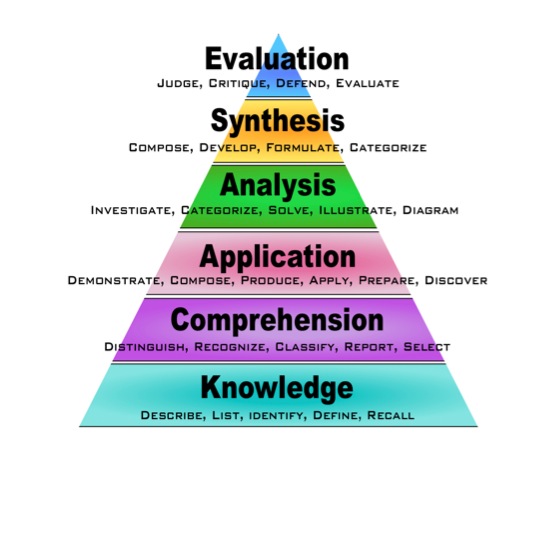 Evaluation
Judge, Critique, Defend, Evaluate
Synthesis
Compose, Develop, Formulate, Categorize
Analysis
Investigate, Categorize, Solve, Illustrate, Diagram
Application
Demonstrate, Compose, Produce, Apply, Prepare, Discover
Comprehension
Distinguish, Recognize, Classify, Report, Select
Knowledge
Describe, List, identify, Define, Recall